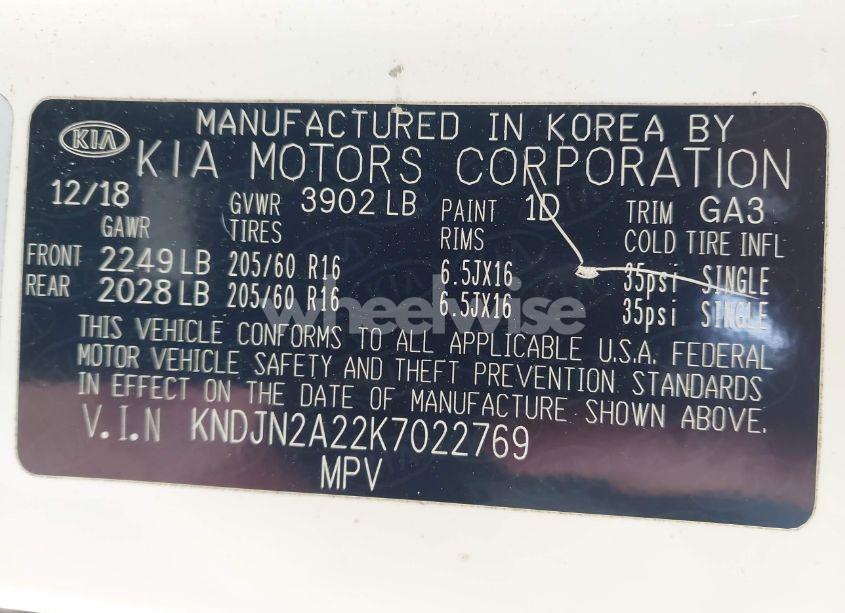 KIA MANUFACTURED IN KOREA BY
KIA MOTORS CORPORATION
12/18 GVWR 3902 LB PAINT 1D TRIM GA3
GAWR TIRES RIMS COLD TIRE INFL
FRONT 2249 LB 205/60 R16 6.5JX16 35psi SINGLE
REAR 2028 LB 205/60 R16 6.5JX16 35psi SINGLE
wheelwise
THIS VEHICLE CONFORMS TO ALL APPLICABLE U.S.A. FEDERAL
MOTOR VEHICLE SAFETY AND THEFT PREVENTION STANDARDS
IN EFFECT ON THE DATE OF MANUFACTURE SHOWN ABOVE.
V.I.N KNDJN2A22K7022769
MPV